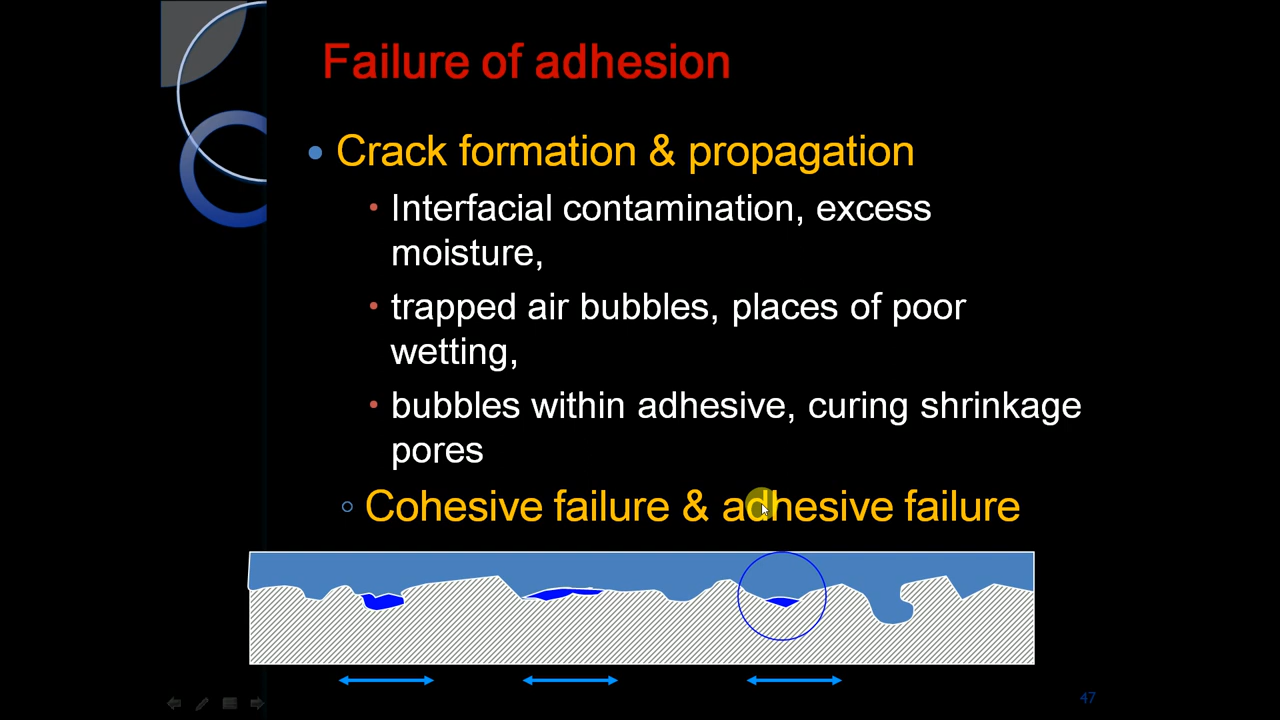 Failure of adhesion
Crack formation & propagation
Interfacial contamination, excess
moisture,
trapped air bubbles, places of poor
wetting,
bubbles within adhesive, curing shrinkage
pores
Cohesive failure & adhesive failure
47